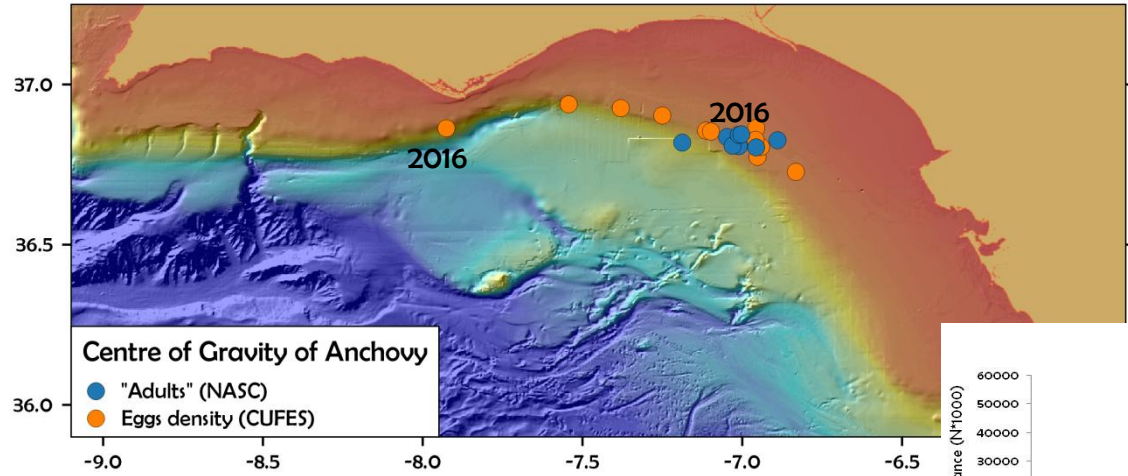 37.0
2016
2016
36.5
Centre of Gravity of Anchovy
"Adults" (NASC)
Eggs density (CUFES)
36.0
-9.0 -8.5 -8.0 -7.5 -7.0 -6.5
60000
50000
40000
30000
(N*1000)